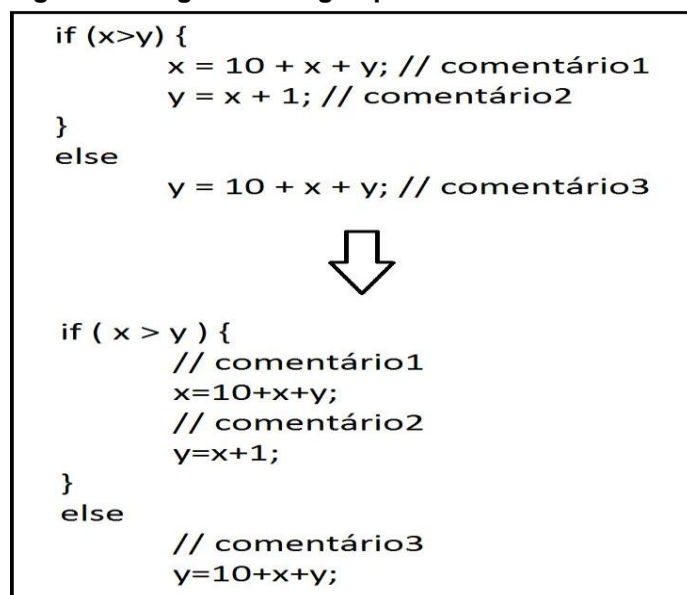 if (x>y) {
x = 10 + x + y; // comentário1
y = x + 1; // comentário2
}
else
y = 10 + x + y; // comentário3
if ( x > y ) {
// comentário1
x=10+x+y;
// comentário2
y=x+1;
}
else
// comentário3
y=10+x+y;